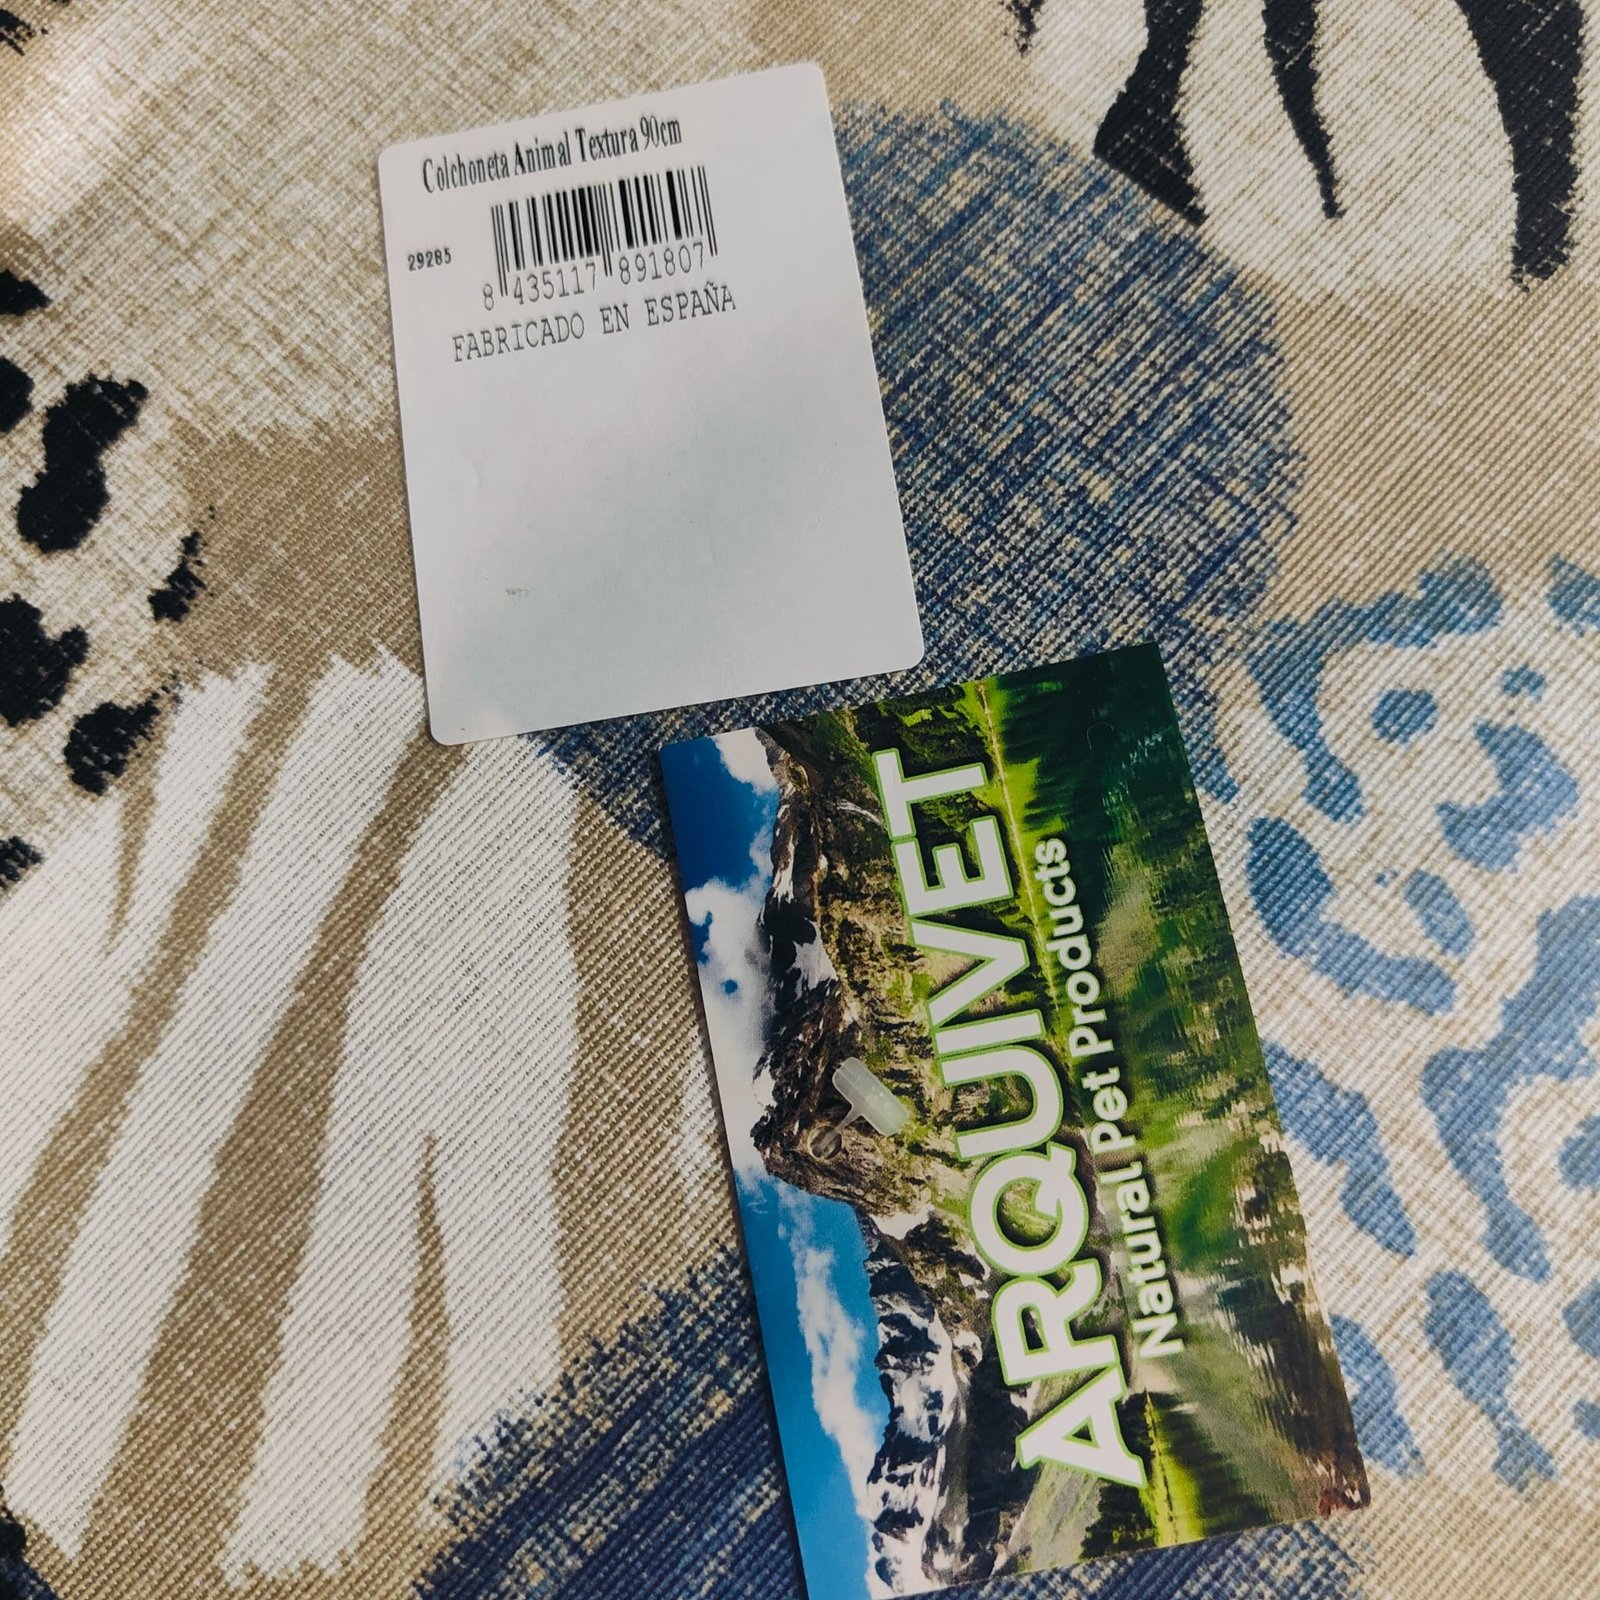 Colchoneta Animal Textura 90cm
29285
8 435117 891807
FABRICADO EN ESPAÑA
ARQUIVET
Natural Pet Products